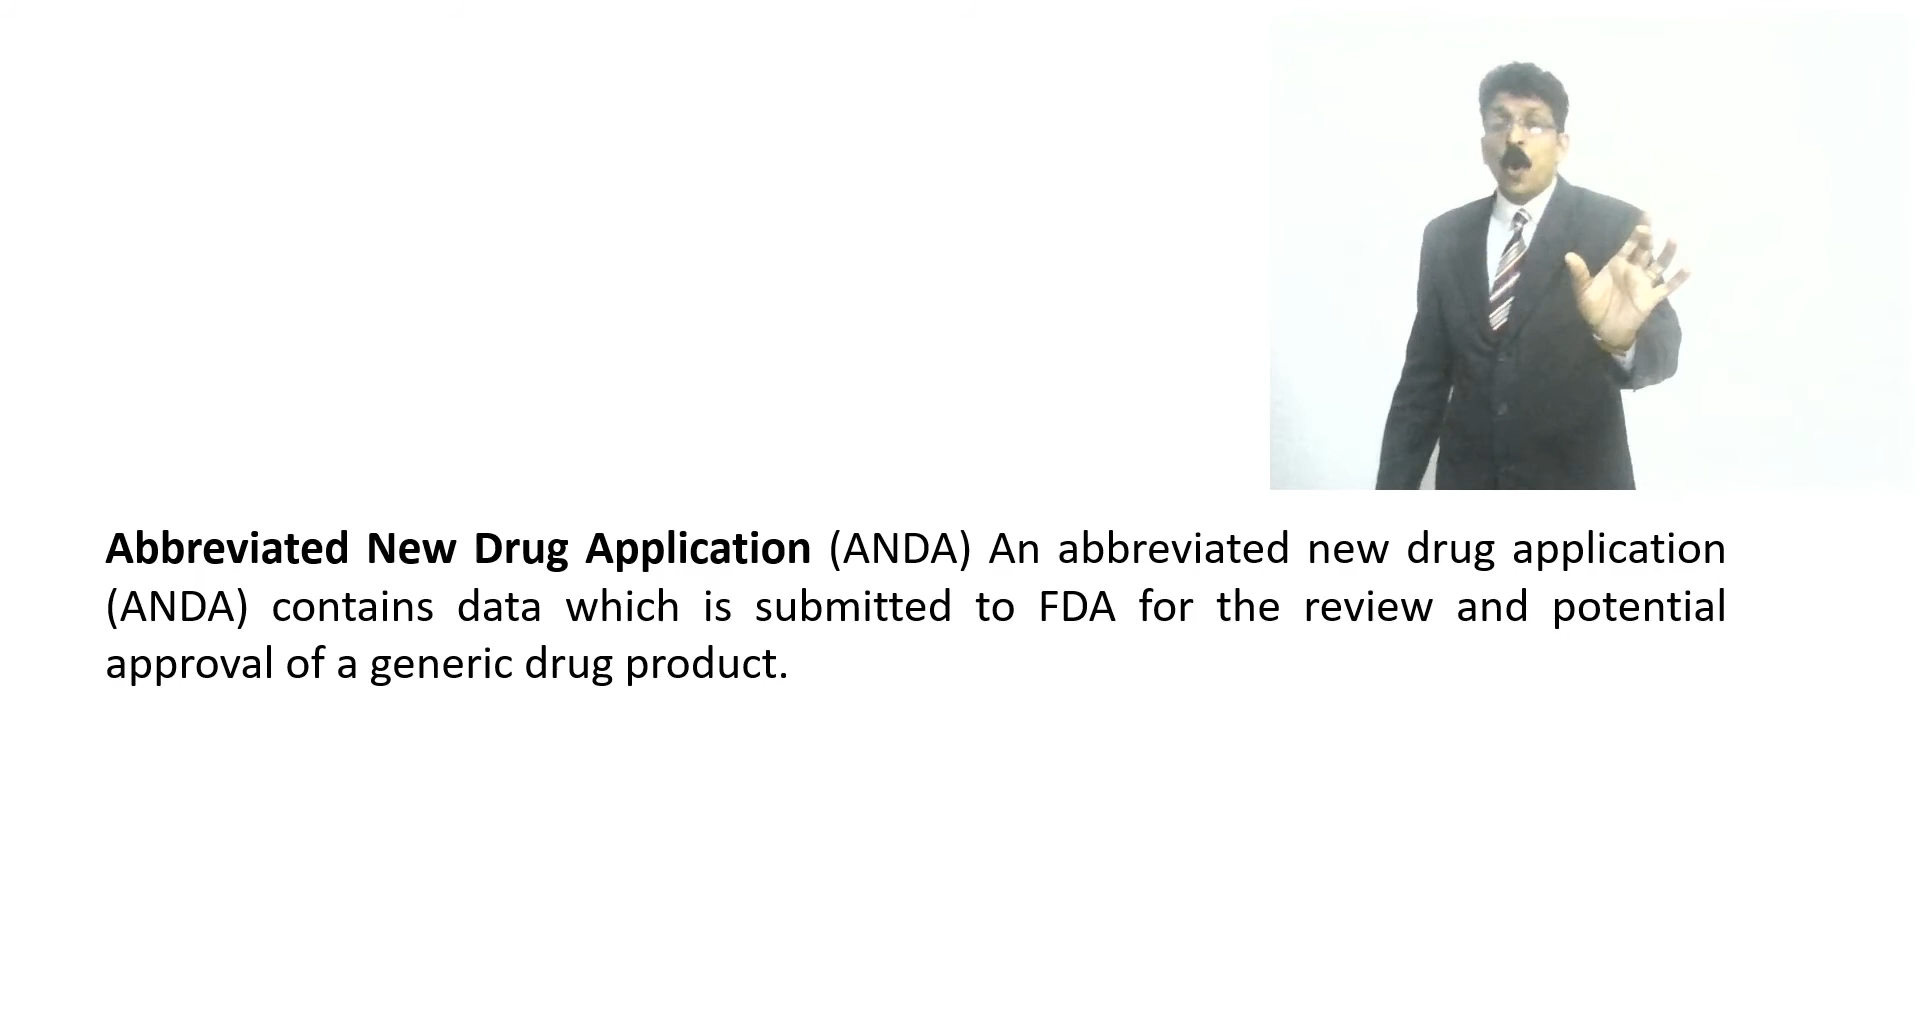 Abbreviated New Drug Application (ANDA) An abbreviated new drug application
(ANDA) contains data which is submitted to FDA for the review and potential
approval of a generic drug product.